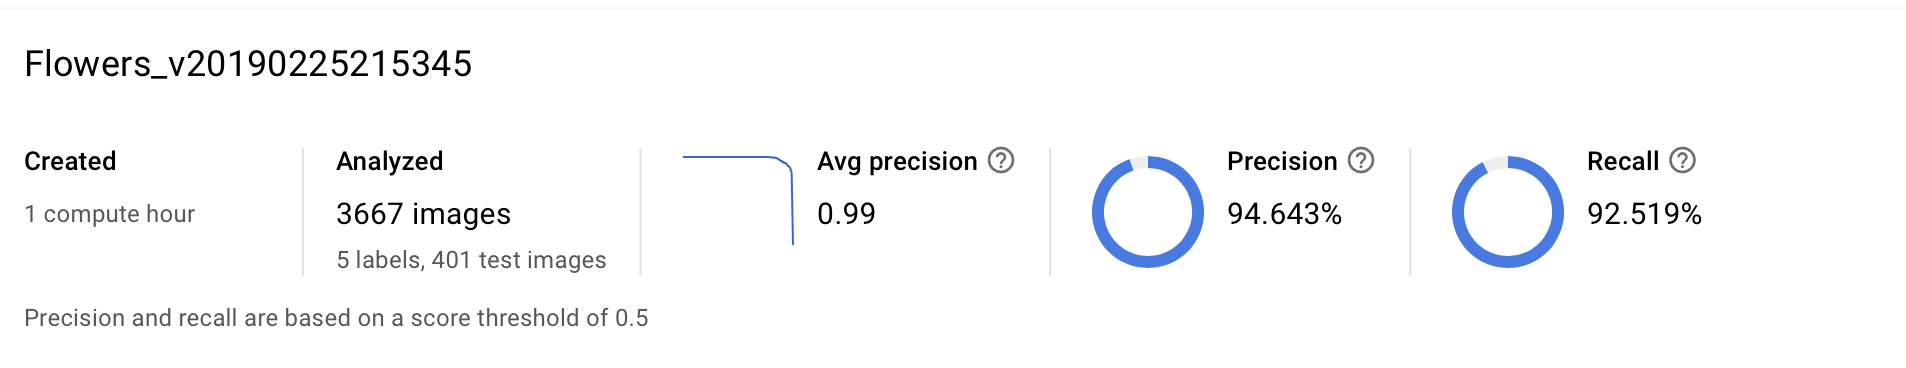 Flowers_v20190225215345
Created
1 compute hour
Analyzed
3667 images
5 labels, 401 test images
Avg precision
0.99
Precision
94.643%
Recall
92.519%
Precision and recall are based on a score threshold of 0.5